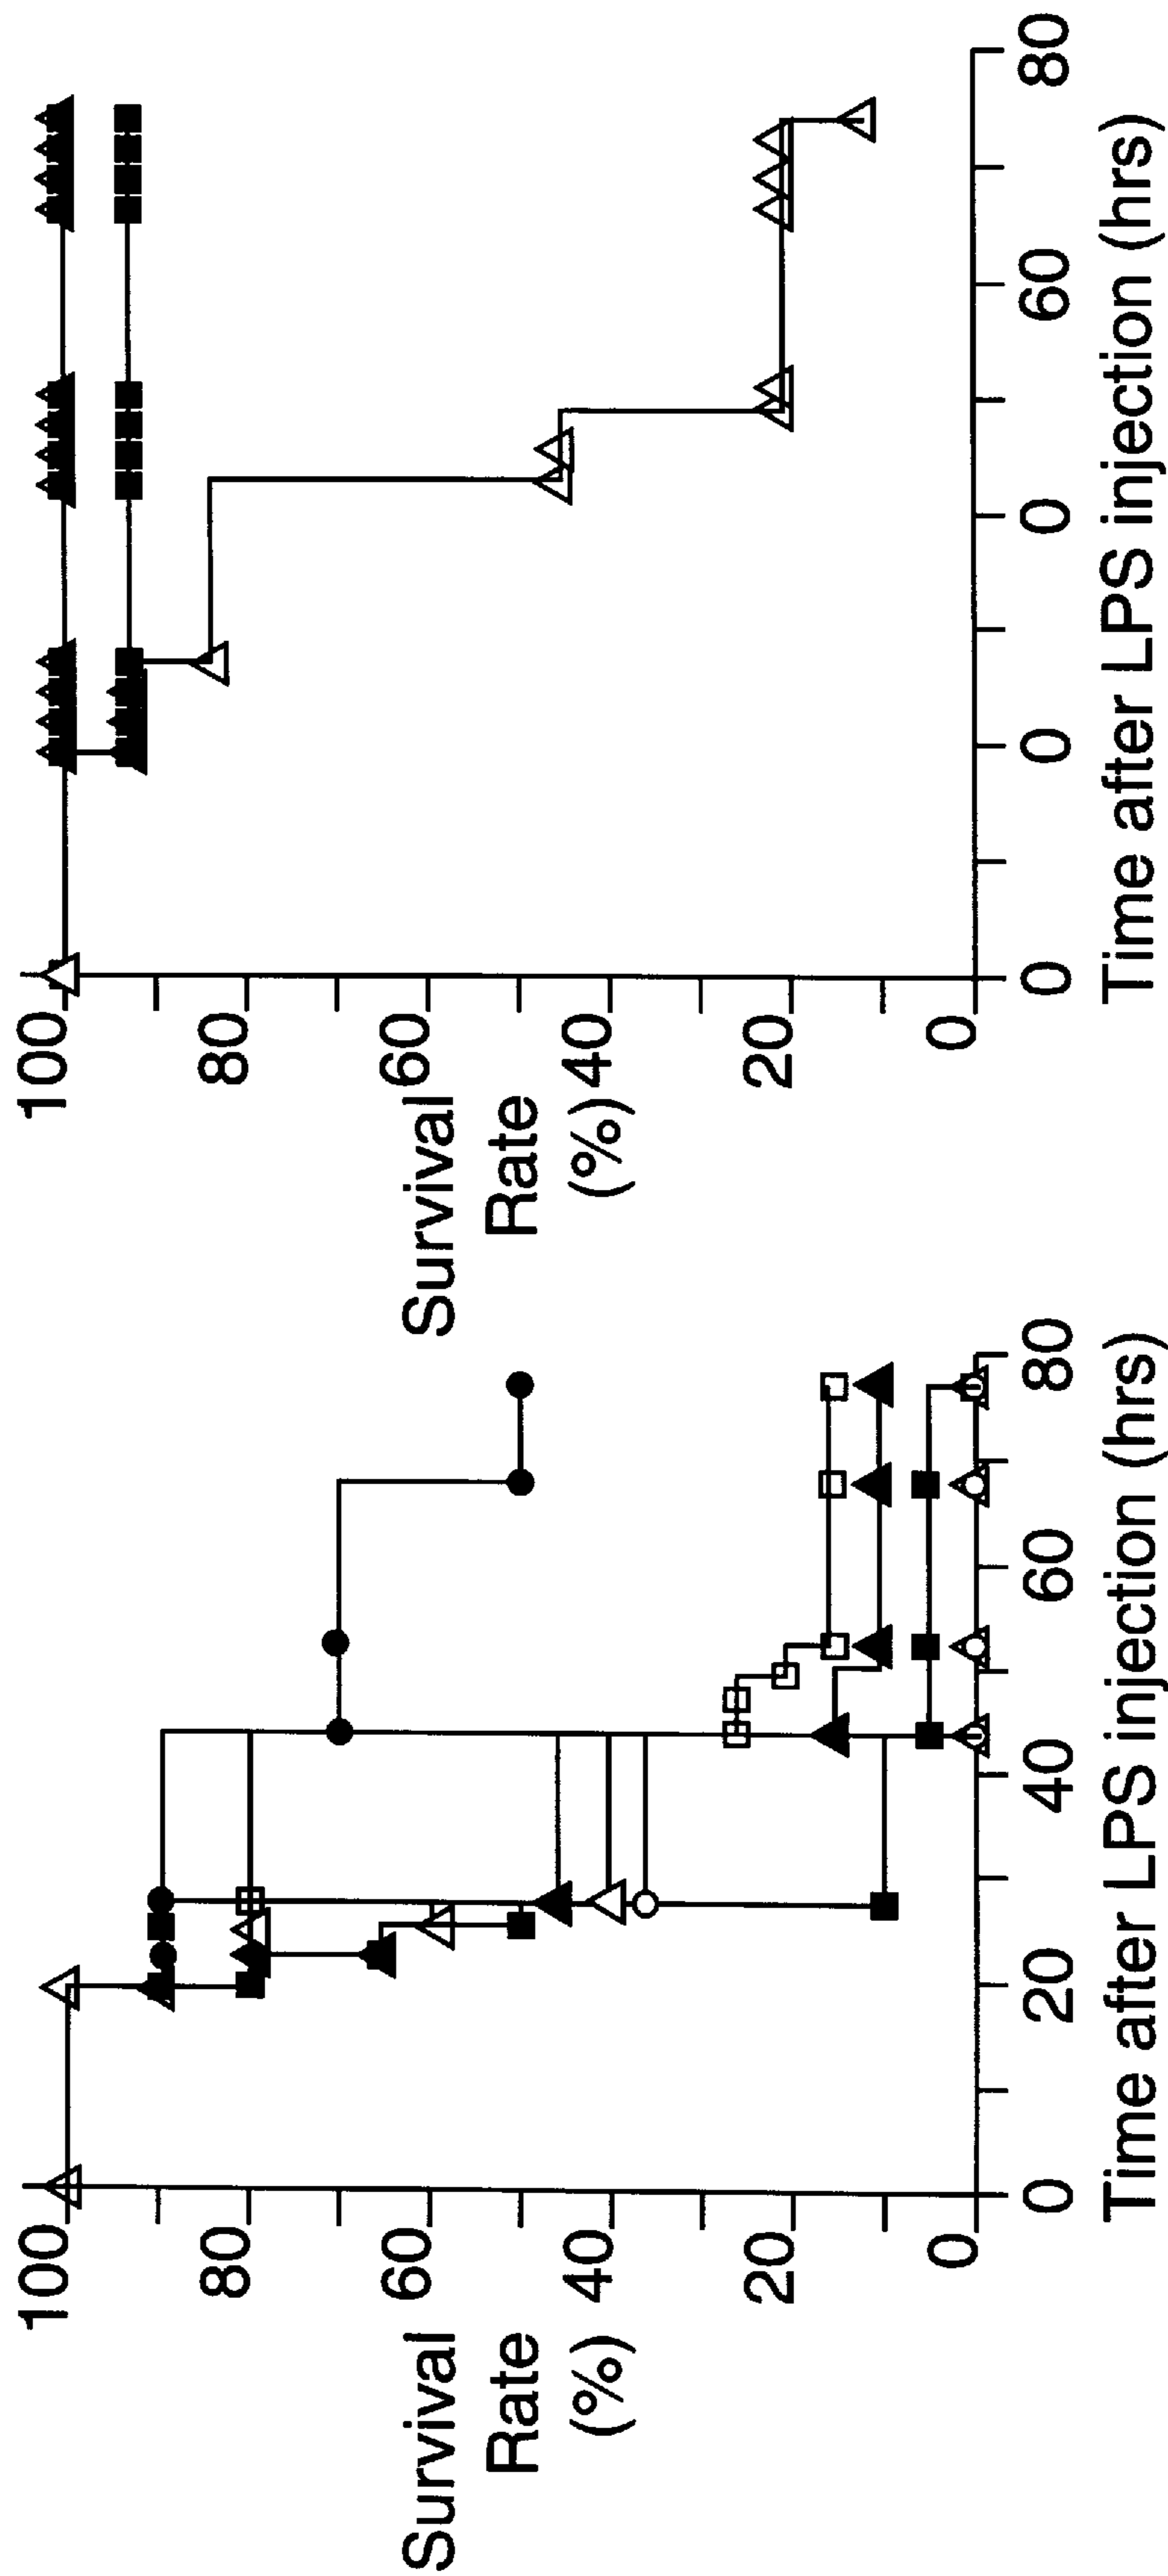 100
80
Survival 60
Rate
(%) 40
20
0
0 20 40 60 80
Time after LPS injection (hrs)
100
80
Survival 60
Rate
(%) 40
20
0
0 0 0 60 80
Time after LPS injection (hrs)